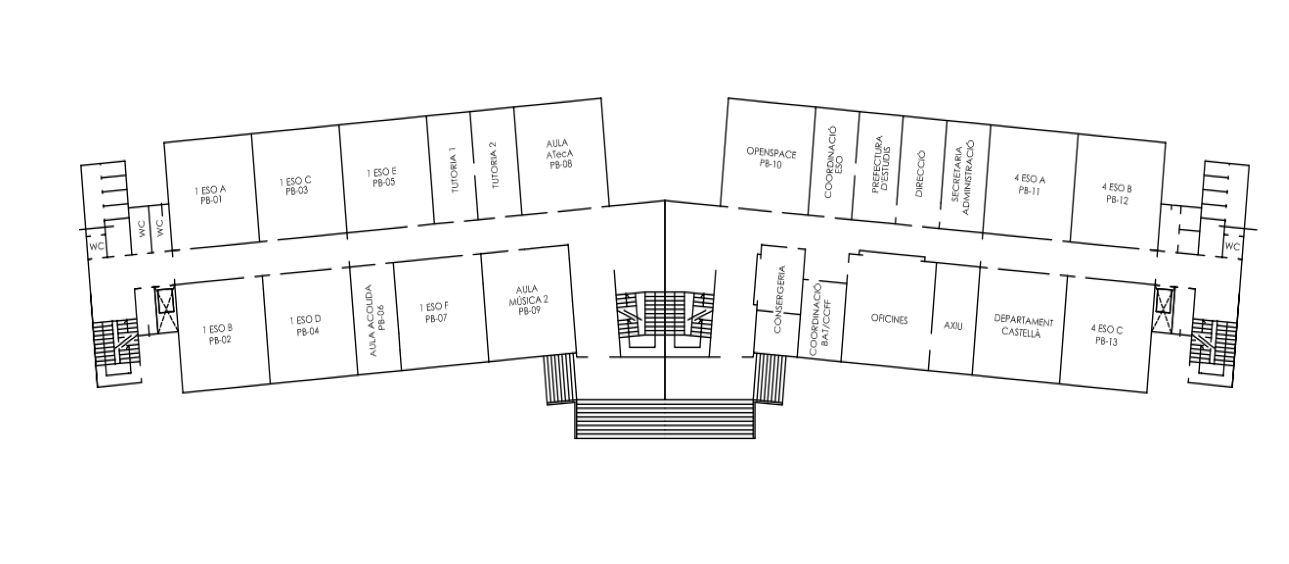 1 ESO A
PB-01
1 ESO C
PB-03
1 ESO E
PB-05
TUTORIA 1
TUTORIA 2
AULA
ATecA
PB-08
OPENSPACE
PB-10
COORDINACIÓ
ESO
PREFECTURA
D'ESTUDIS
DIRECCIÓ
SECRETARIA
ADMINISTRACIÓ
4 ESO A
PB-11
4 ESO B
PB-12
WC
WC
WC
WC
1 ESO B
PB-02
1 ESO D
PB-04
AULA ACOLLIDA
PB-06
1 ESO F
PB-07
AULA
MÚSICA 2
PB-09
CONSERGERIA
COORDINACIÓ
BAT/CCFF
OFICINES
AXIU
DEPARTAMENT
CASTELLÀ
4 ESO C
PB-13